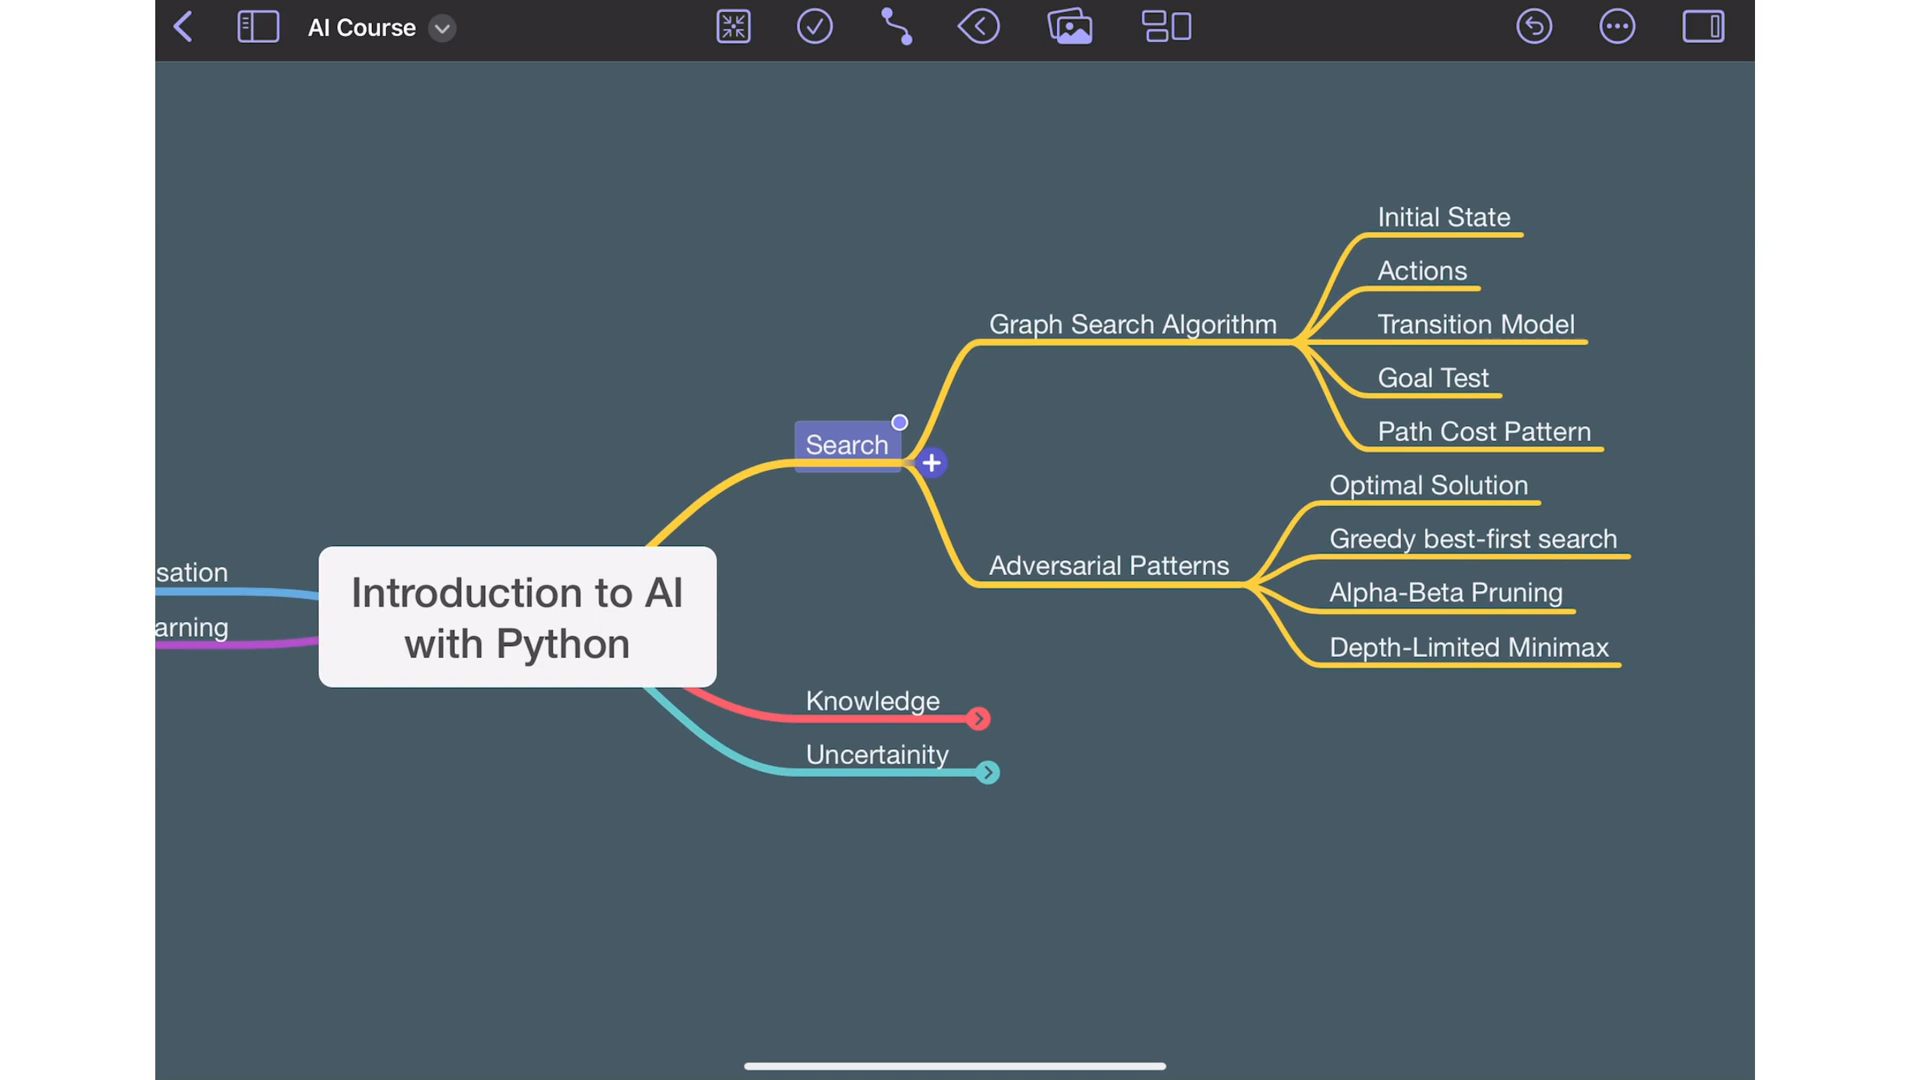 AI Course
Initial State
Actions
Graph Search Algorithm
Transition Model
Goal Test
Path Cost Pattern
Search
Optimal Solution
Greedy best-first search
Adversarial Patterns
Alpha-Beta Pruning
Depth-Limited Minimax
sation
arning
Introduction to AI
with Python
Knowledge
Uncertainity